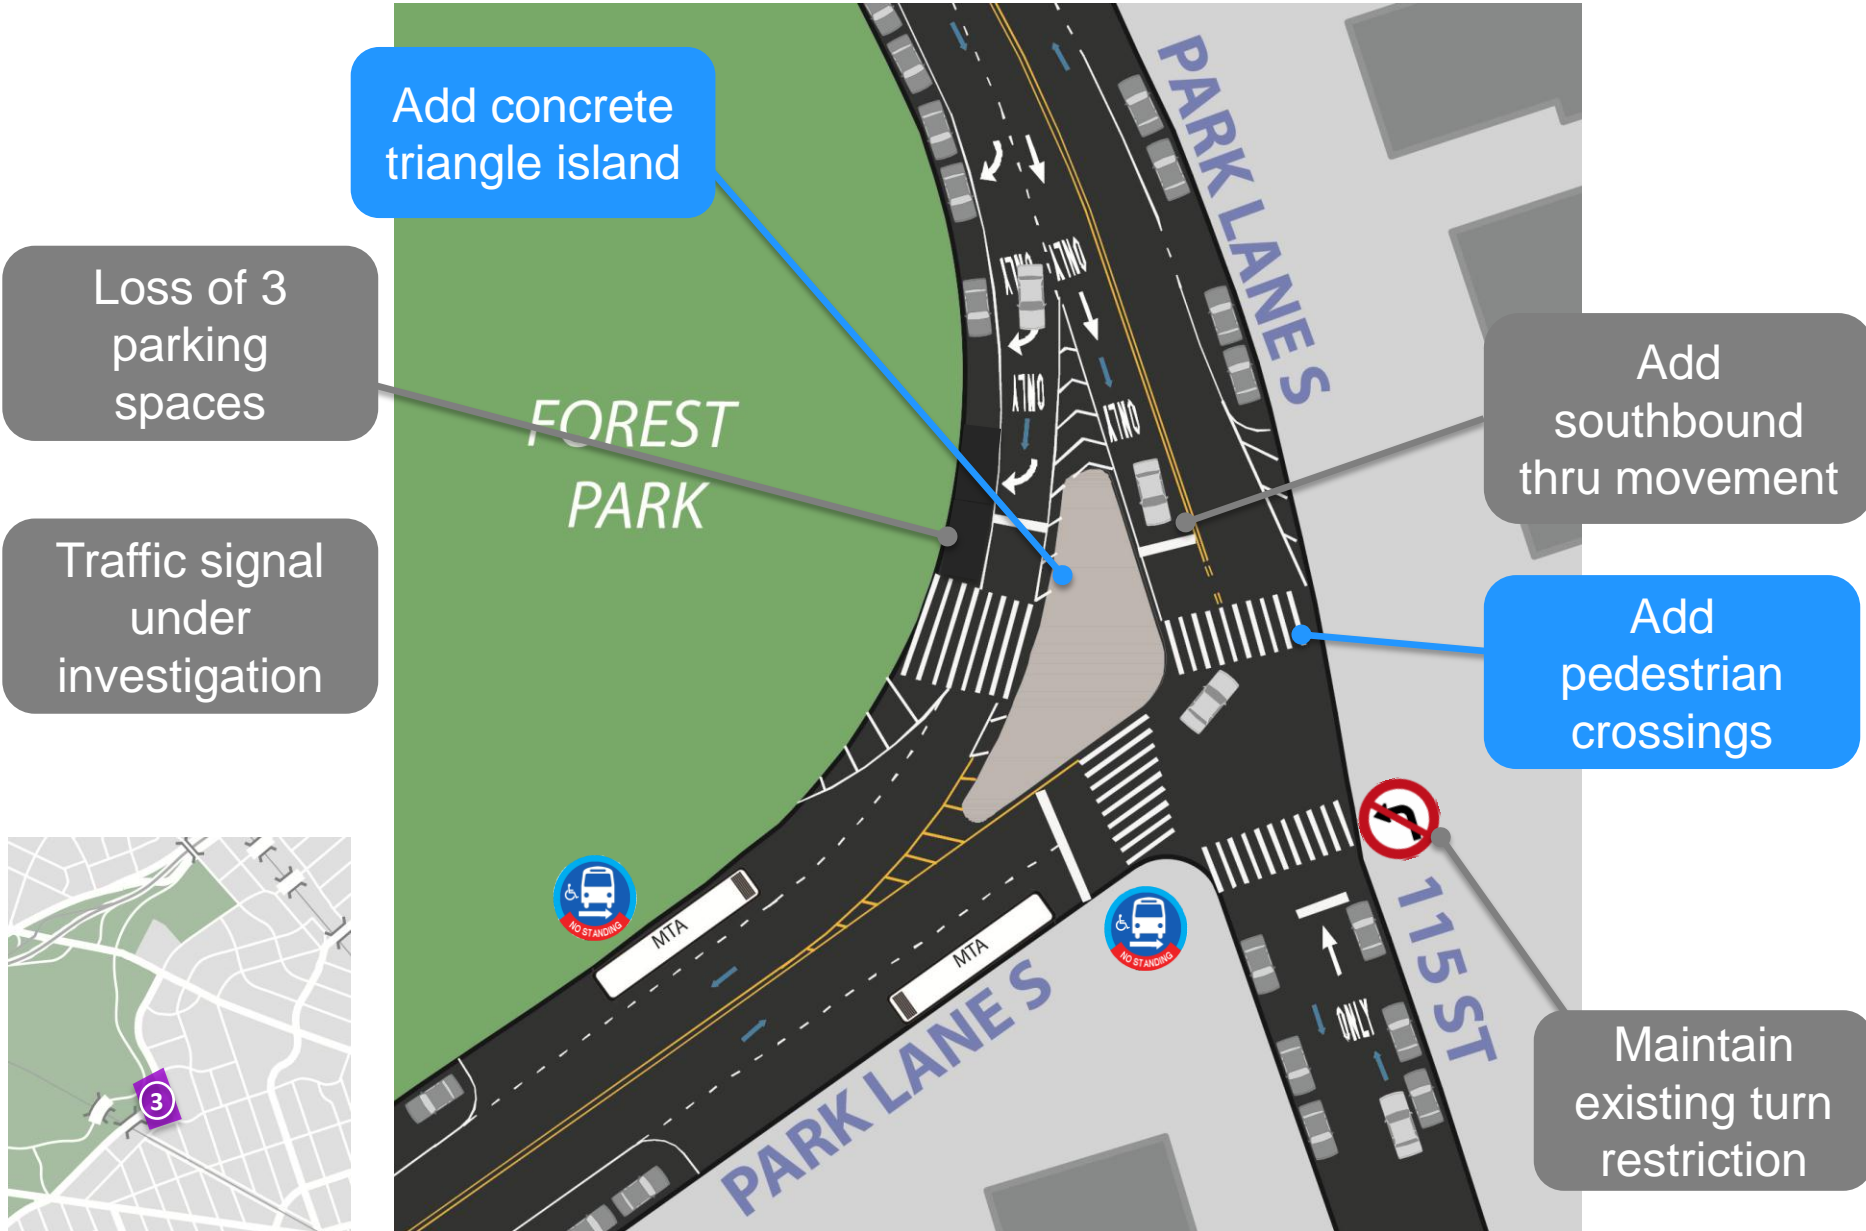 Add concrete
triangle island
Loss of 3
parking
spaces
Traffic signal
under
investigation
FOREST
PARK
PARK LANE S
ONLY
ONLY
ONLY
ONLY
Add
southbound
thru movement
Add
pedestrian
crossings
NO STANDING
MTA
MTA
NO STANDING
PARK LANE S
115 ST
ONLY
Maintain
existing turn
restriction
3